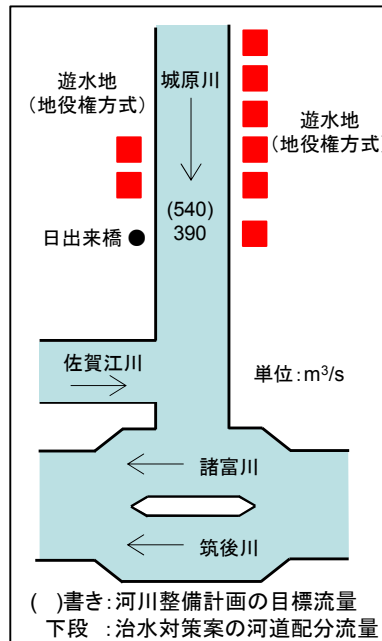 遊水地
(地役権方式)
城原川
遊水地
(地役権方式)
(540)
390
日出来橋
佐賀江川
単位:m³/s
諸富川
筑後川
( )書き:河川整備計画の目標流量
下段 :治水対策案の河道配分流量